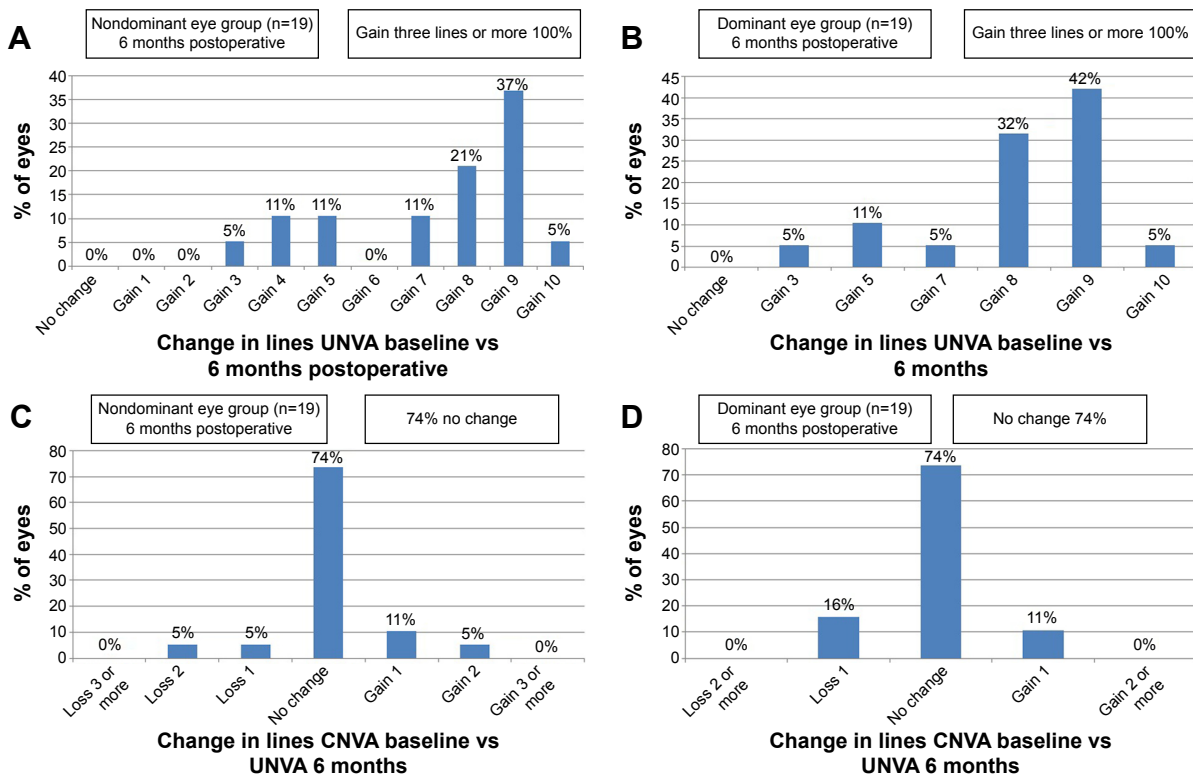 A
Nondominant eye group (n=19)
6 months postoperative
Gain three lines or more 100%
% of eyes
40
35
30
25
20
15
10
5
0
0%
0%
0%
5%
11%
11%
0%
11%
21%
37%
5%
No change
Gain 1
Gain 2
Gain 3
Gain 4
Gain 5
Gain 6
Gain 7
Gain 8
Gain 9
Gain 10
Change in lines UNVA baseline vs
6 months postoperative
B
Dominant eye group (n=19)
6 months postoperative
Gain three lines or more 100%
% of eyes
45
40
35
30
25
20
15
10
5
0
0%
5%
11%
5%
32%
42%
5%
No change
Gain 3
Gain 5
Gain 7
Gain 8
Gain 9
Gain 10
Change in lines UNVA baseline vs
6 months
C
Nondominant eye group (n=19)
6 months postoperative
74% no change
% of eyes
80
70
60
50
40
30
20
10
0
0%
5%
5%
74%
11%
5%
0%
Loss 3 or
more
Loss 2
Loss 1
No change
Gain 1
Gain 2
Gain 3 or
more
Change in lines CNVA baseline vs
UNVA 6 months
D
Dominant eye group (n=19)
6 months postoperative
No change 74%
% of eyes
80
70
60
50
40
30
20
10
0
0%
16%
74%
11%
0%
Loss 2 or
more
Loss 1
No change
Gain 1
Gain 2 or
more
Change in lines CNVA baseline vs
UNVA 6 months